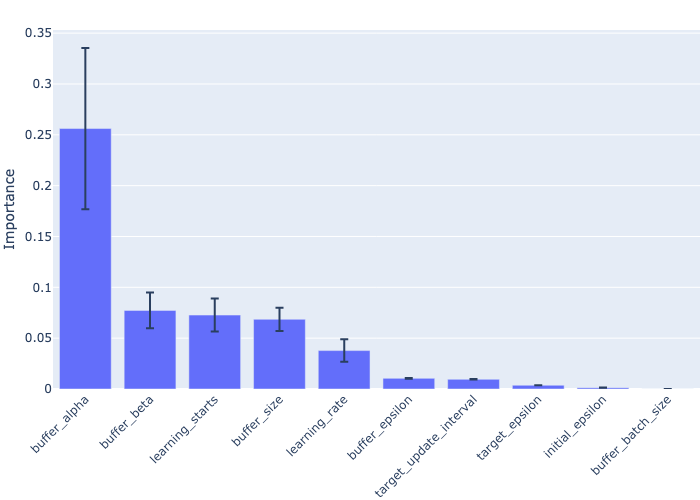 0.35
0.3
0.25
0.2
0.15
0.1
0.05
0
Importance
buffer_alpha
buffer_beta
learning_starts
buffer_size
learning_rate
buffer_epsilon
target_update_interval
target_epsilon
initial_epsilon
buffer_batch_size